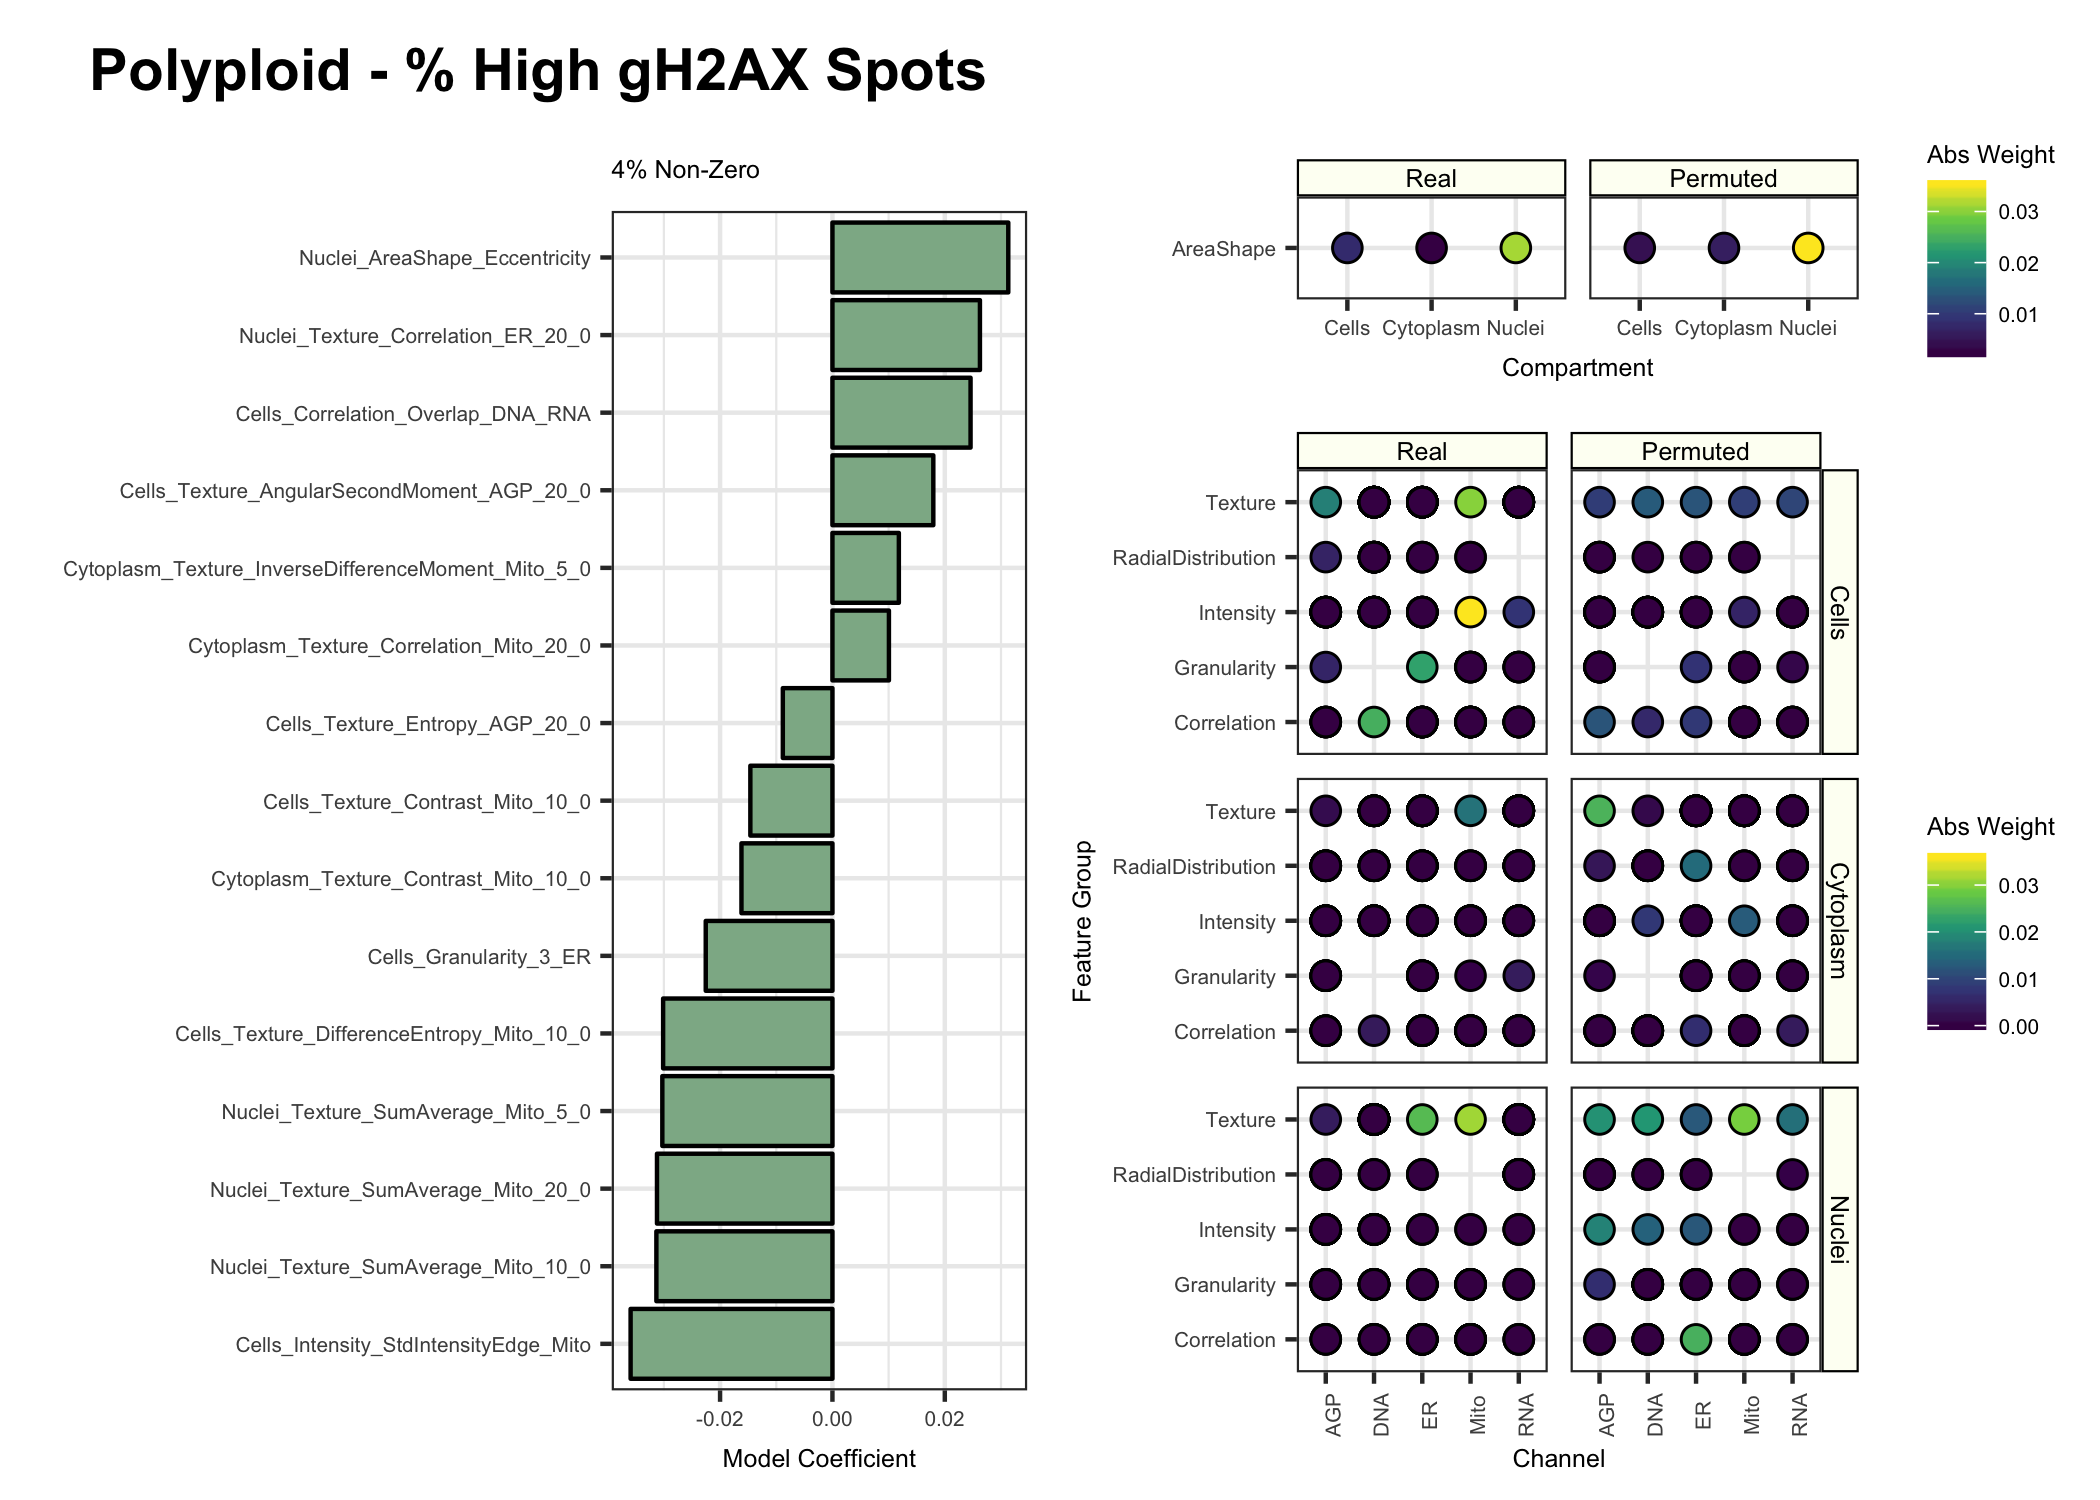 Polyploid - % High gH2AX Spots
4% Non-Zero
Nuclei_AreaShape_Eccentricity
Nuclei_Texture_Correlation_ER_20_0
Cells_Correlation_Overlap_DNA_RNA
Cells_Texture_AngularSecondMoment_AGP_20_0
Cytoplasm_Texture_InverseDifferenceMoment_Mito_5_0
Cytoplasm_Texture_Correlation_Mito_20_0
Cells_Texture_Entropy_AGP_20_0
Cells_Texture_Contrast_Mito_10_0
Cytoplasm_Texture_Contrast_Mito_10_0
Cells_Granularity_3_ER
Cells_Texture_DifferenceEntropy_Mito_10_0
Nuclei_Texture_SumAverage_Mito_5_0
Nuclei_Texture_SumAverage_Mito_20_0
Nuclei_Texture_SumAverage_Mito_10_0
Cells_Intensity_StdIntensityEdge_Mito
-0.02 0.00 0.02
Model Coefficient
Real Permuted
AreaShape
Cells Cytoplasm Nuclei Cells Cytoplasm Nuclei
Compartment
Abs Weight
0.03
0.02
0.01
Feature Group
Real Permuted
Texture
RadialDistribution
Intensity
Granularity
Correlation
Cells
Texture
RadialDistribution
Intensity
Granularity
Correlation
Cytoplasm
Texture
RadialDistribution
Intensity
Granularity
Correlation
Nuclei
AGP DNA ER Mito RNA AGP DNA ER Mito RNA
Channel
Abs Weight
0.03
0.02
0.01
0.00